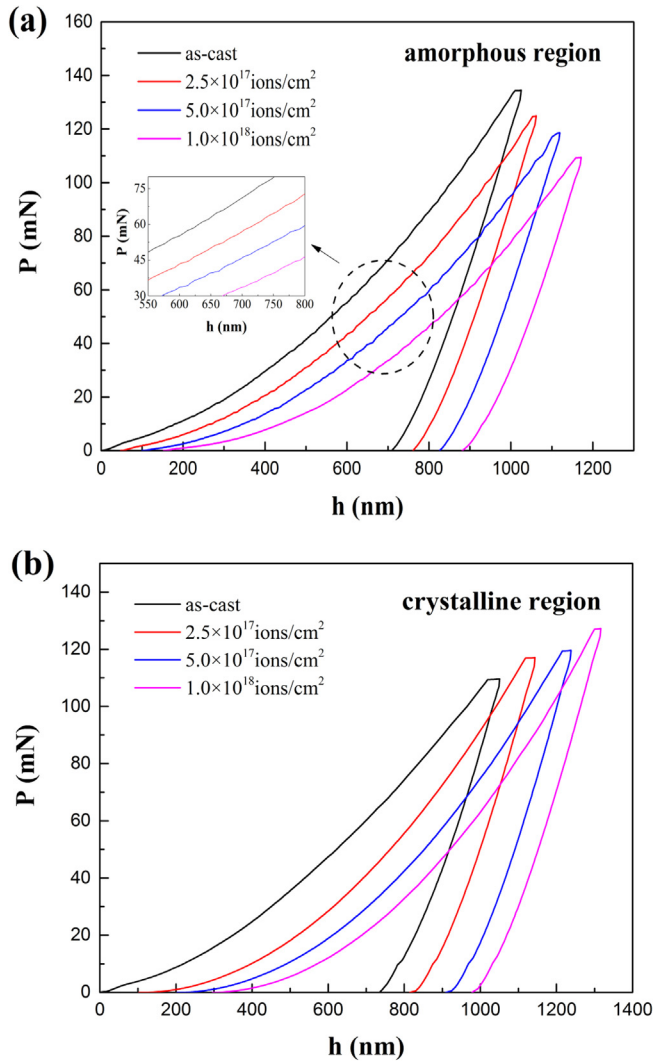 (a)
160
140
120
100
80
60
40
20
0
P (mN)
as-cast
2.5×10¹⁷ions/cm²
5.0×10¹⁷ions/cm²
1.0×10¹⁸ions/cm²
amorphous region
75
60
45
30
P (mN)
550 600 650 700 750 800
h (nm)
0 200 400 600 800 1000 1200
h (nm)
(b)
140
120
100
80
60
40
20
0
P (mN)
as-cast
2.5×10¹⁷ions/cm²
5.0×10¹⁷ions/cm²
1.0×10¹⁸ions/cm²
crystalline region
0 200 400 600 800 1000 1200 1400
h (nm)